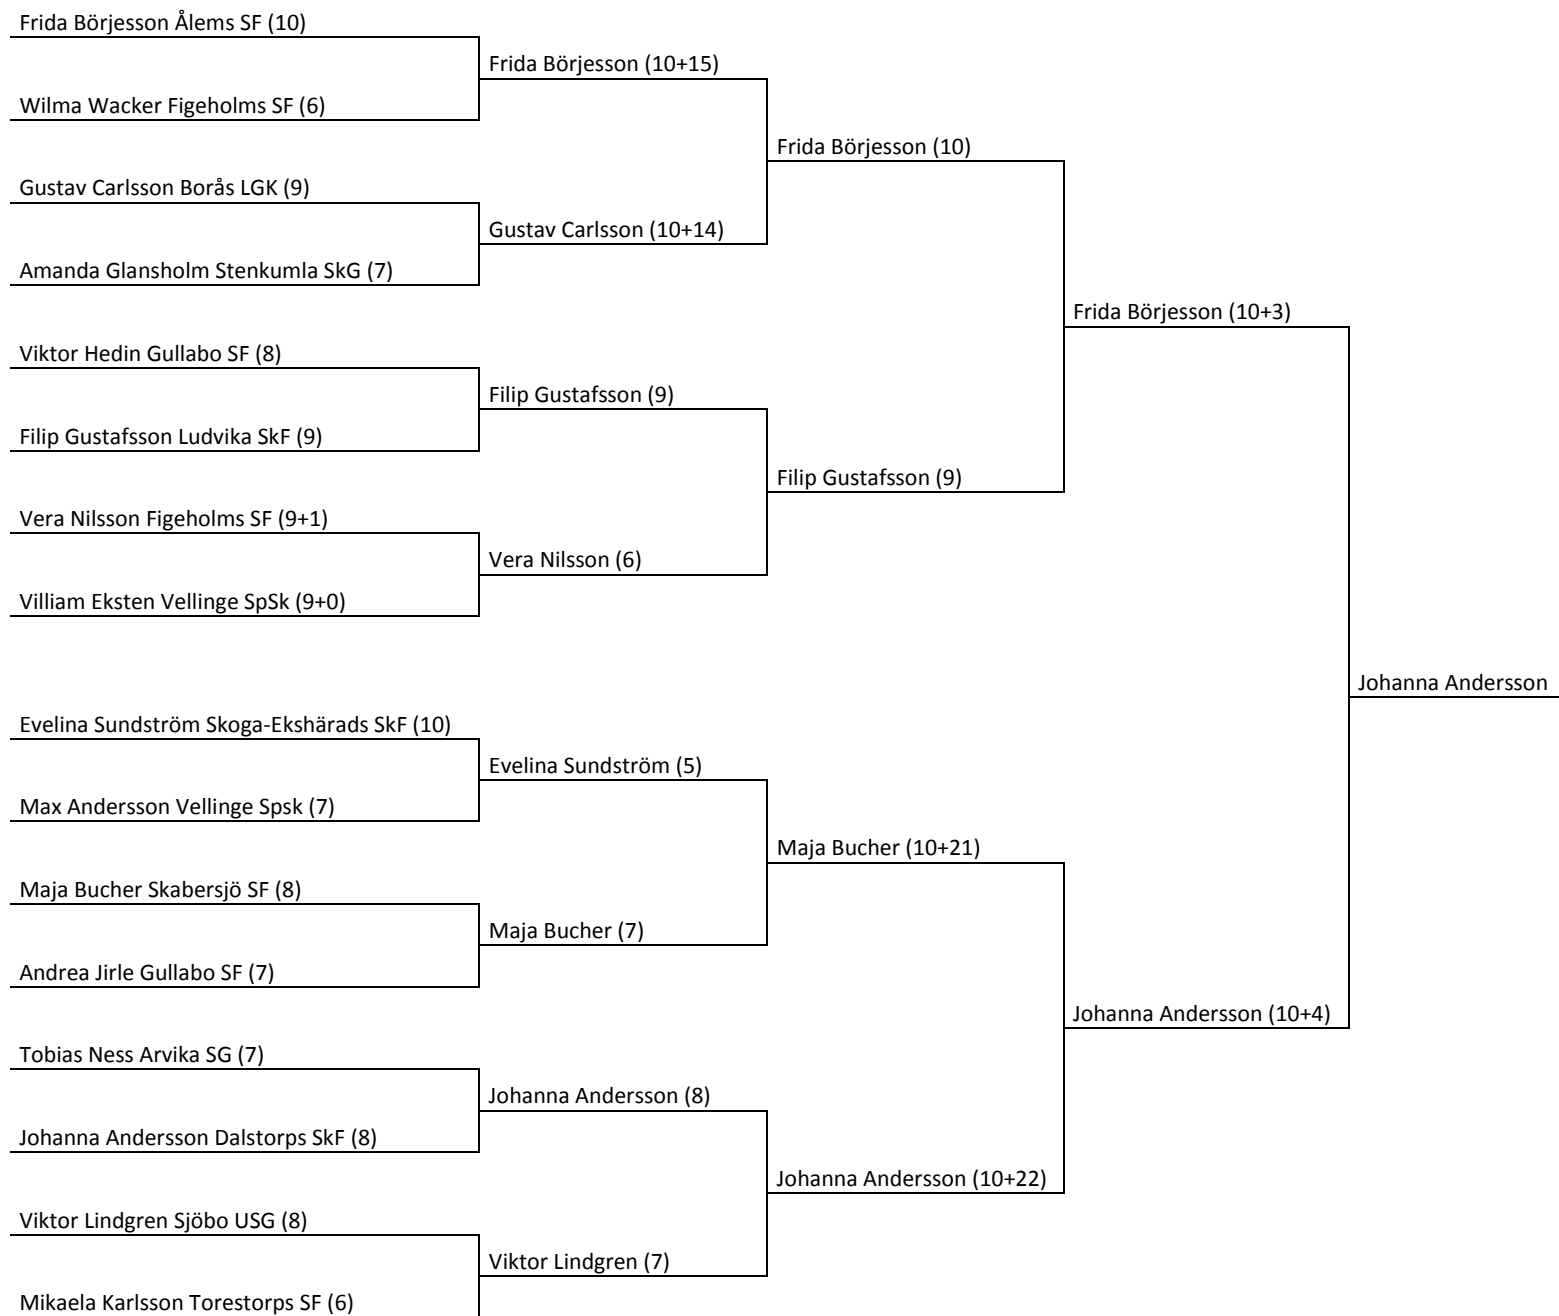 Frida Börjesson Ålems SF (10)
Frida Börjesson (10+15)
Wilma Wacker Figeholms SF (6)
Frida Börjesson (10)
Gustav Carlsson Borås LGK (9)
Gustav Carlsson (10+14)
Amanda Glansholm Stenkumla SkG (7)
Frida Börjesson (10+3)
Viktor Hedin Gullabo SF (8)
Filip Gustafsson (9)
Filip Gustafsson Ludvika SkF (9)
Filip Gustafsson (9)
Vera Nilsson Figeholms SF (9+1)
Vera Nilsson (6)
Villiam Eksten Vellinge SpSk (9+0)
Johanna Andersson
Evelina Sundström Skoga-Ekshärads SkF (10)
Evelina Sundström (5)
Max Andersson Vellinge Spsk (7)
Maja Bucher (10+21)
Maja Bucher Skabersjö SF (8)
Maja Bucher (7)
Andrea Jirle Gullabo SF (7)
Johanna Andersson (10+4)
Tobias Ness Arvika SG (7)
Johanna Andersson (8)
Johanna Andersson Dalstorps SkF (8)
Johanna Andersson (10+22)
Viktor Lindgren Sjöbo USG (8)
Viktor Lindgren (7)
Mikaela Karlsson Torestorps SF (6)